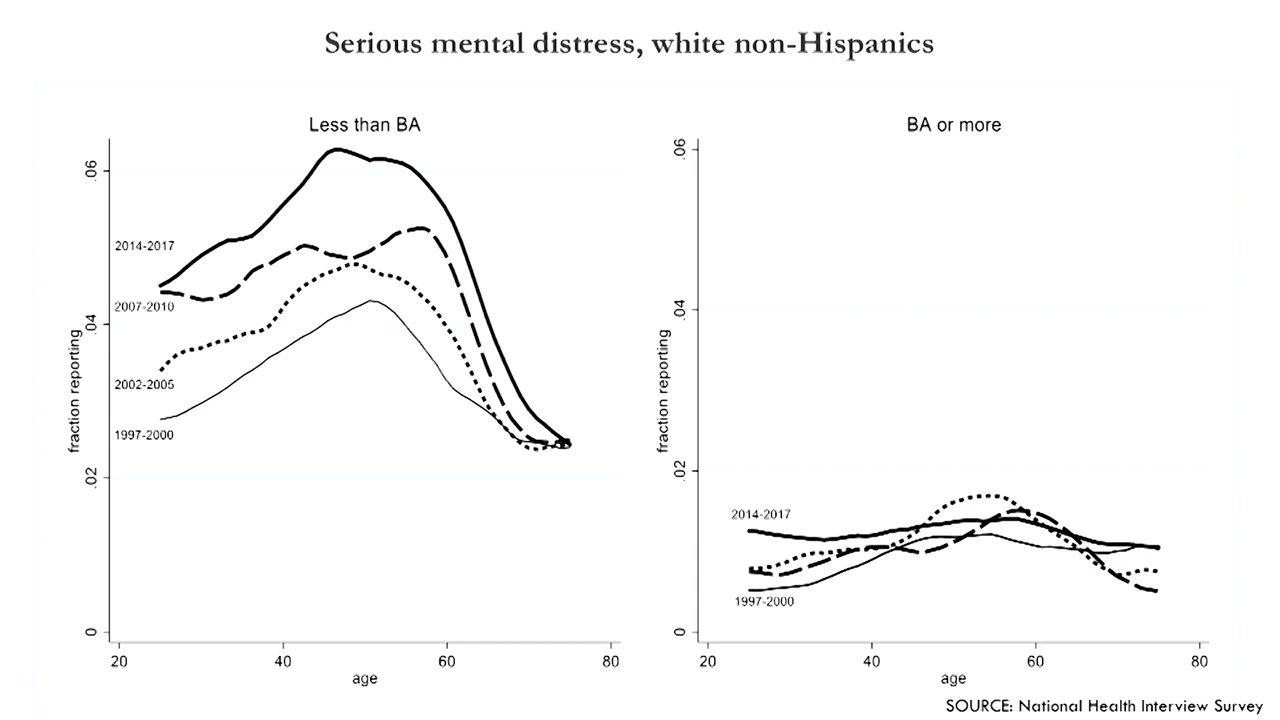 Serious mental distress, white non-Hispanics
Less than BA
fraction reporting
.06
.04
.02
0
2014-2017
2007-2010
2002-2005
1997-2000
20 40 60 80
age
BA or more
fraction reporting
.06
.04
.02
0
2014-2017
1997-2000
20 40 60 80
age
SOURCE: National Health Interview Survey